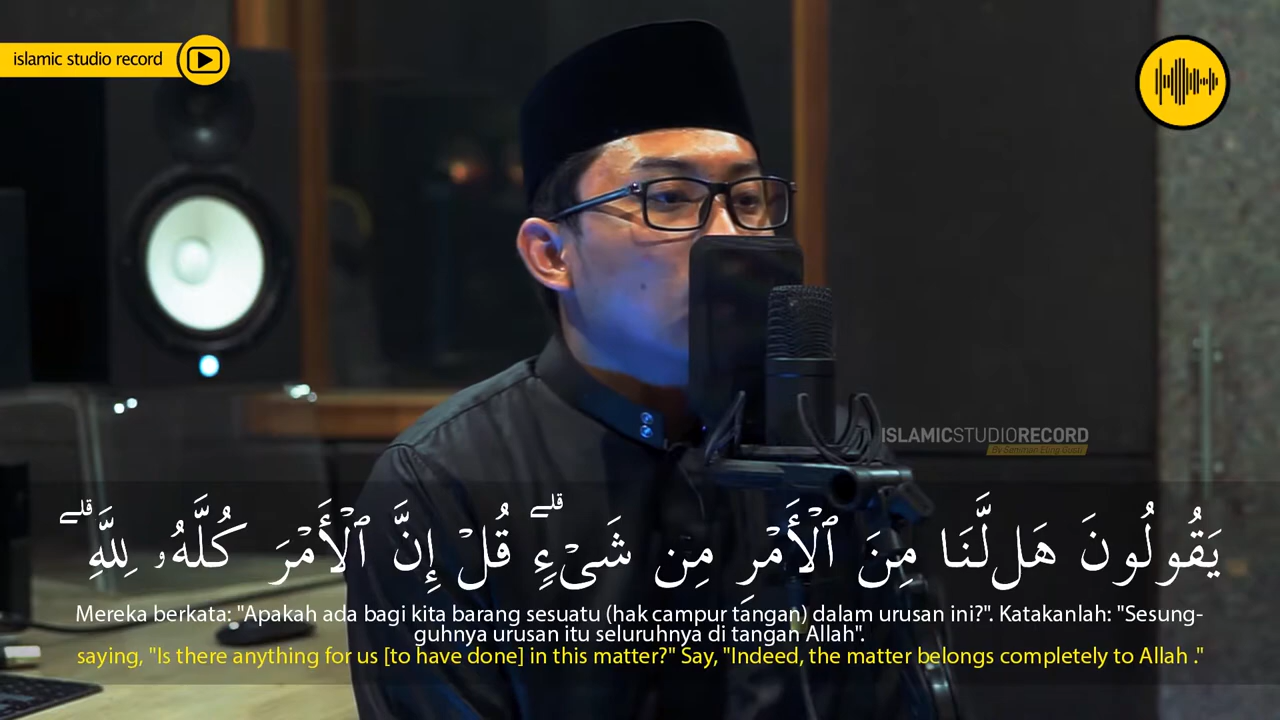 islamic studio record
ISLAMICSTUDIORECORD
يَقُولُونَ هَل لَّنَا مِنَ ٱلْأَمْرِ مِن شَىْءٍۢ ۗ قُلْ إِنَّ ٱلْأَمْرَ كُلَّهُۥ لِلَّهِ ۗ
Mereka berkata: "Apakah ada bagi kita barang sesuatu (hak campur tangan) dalam urusan ini?". Katakanlah: "Sesung-
guhnya urusan itu seluruhnya di tangan Allah".
saying, "Is there anything for us [to have done] in this matter?" Say, "Indeed, the matter belongs completely to Allah ."